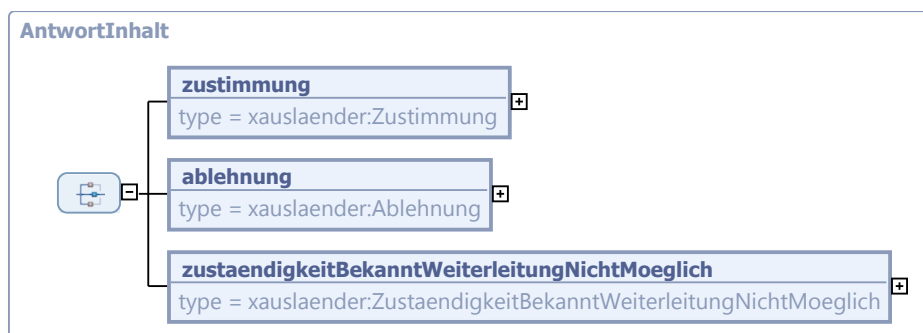 AntwortInhalt
zustimmung
type = xauslaender:Zustimmung
ablehnung
type = xauslaender:Ablehnung
zustaendigkeitBekanntWeiterleitungNichtMoeglich
type = xauslaender:ZustaendigkeitBekanntWeiterleitungNichtMoeglich